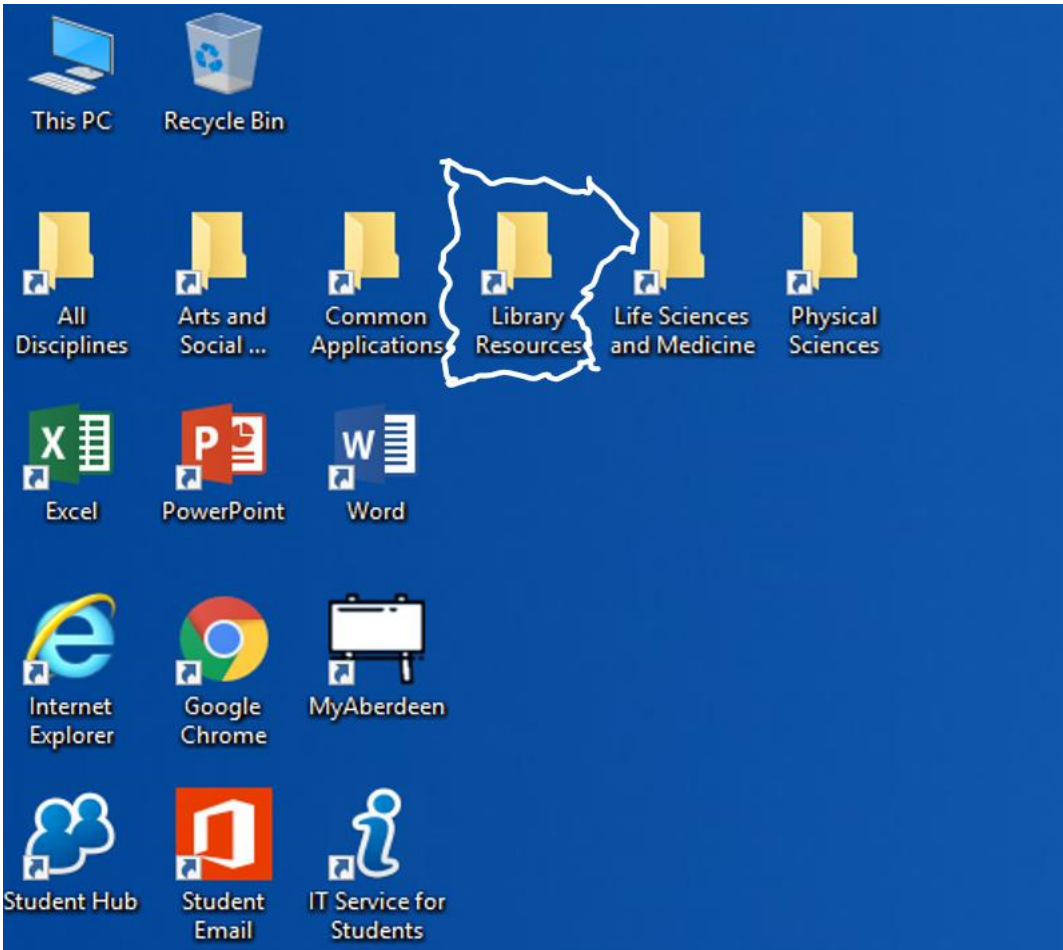 This PC Recycle Bin
All Arts and Common Library Life Sciences Physical
Disciplines Social ... Applications Resources and Medicine Sciences
X P W
Excel PowerPoint Word
Internet Google MyAberdeen
Explorer Chrome
Student Hub Student IT Service for
Email Students